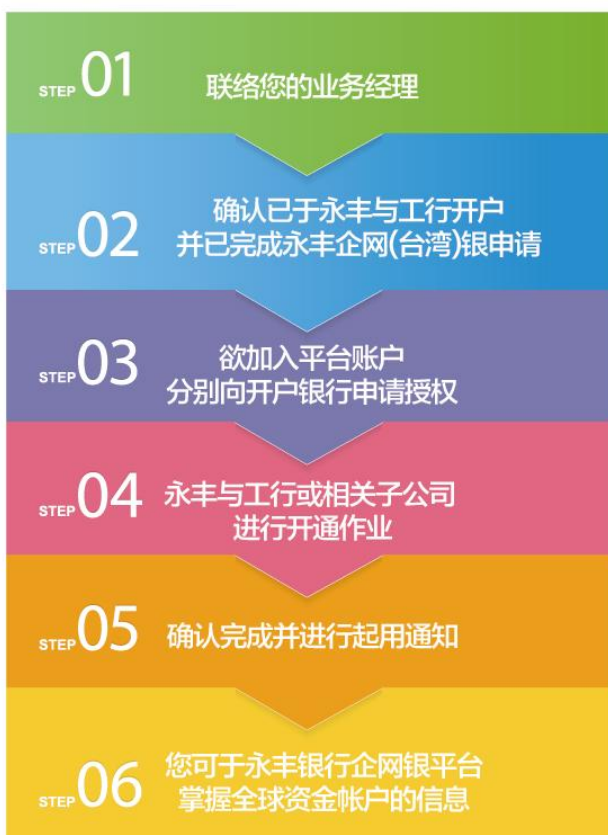 STEP 01 联络您的业务经理
确认已于永丰与工行开户
STEP 02 并已完成永丰企网(台湾)银申请
欲加入平台账户
STEP 03 分别向开户银行申请授权
STEP 04 永丰与工行或相关子公司
进行开通作业
STEP 05 确认完成并进行起用通知
您可于永丰银行企网银平台
STEP 06 掌握全球资金帐户的信息